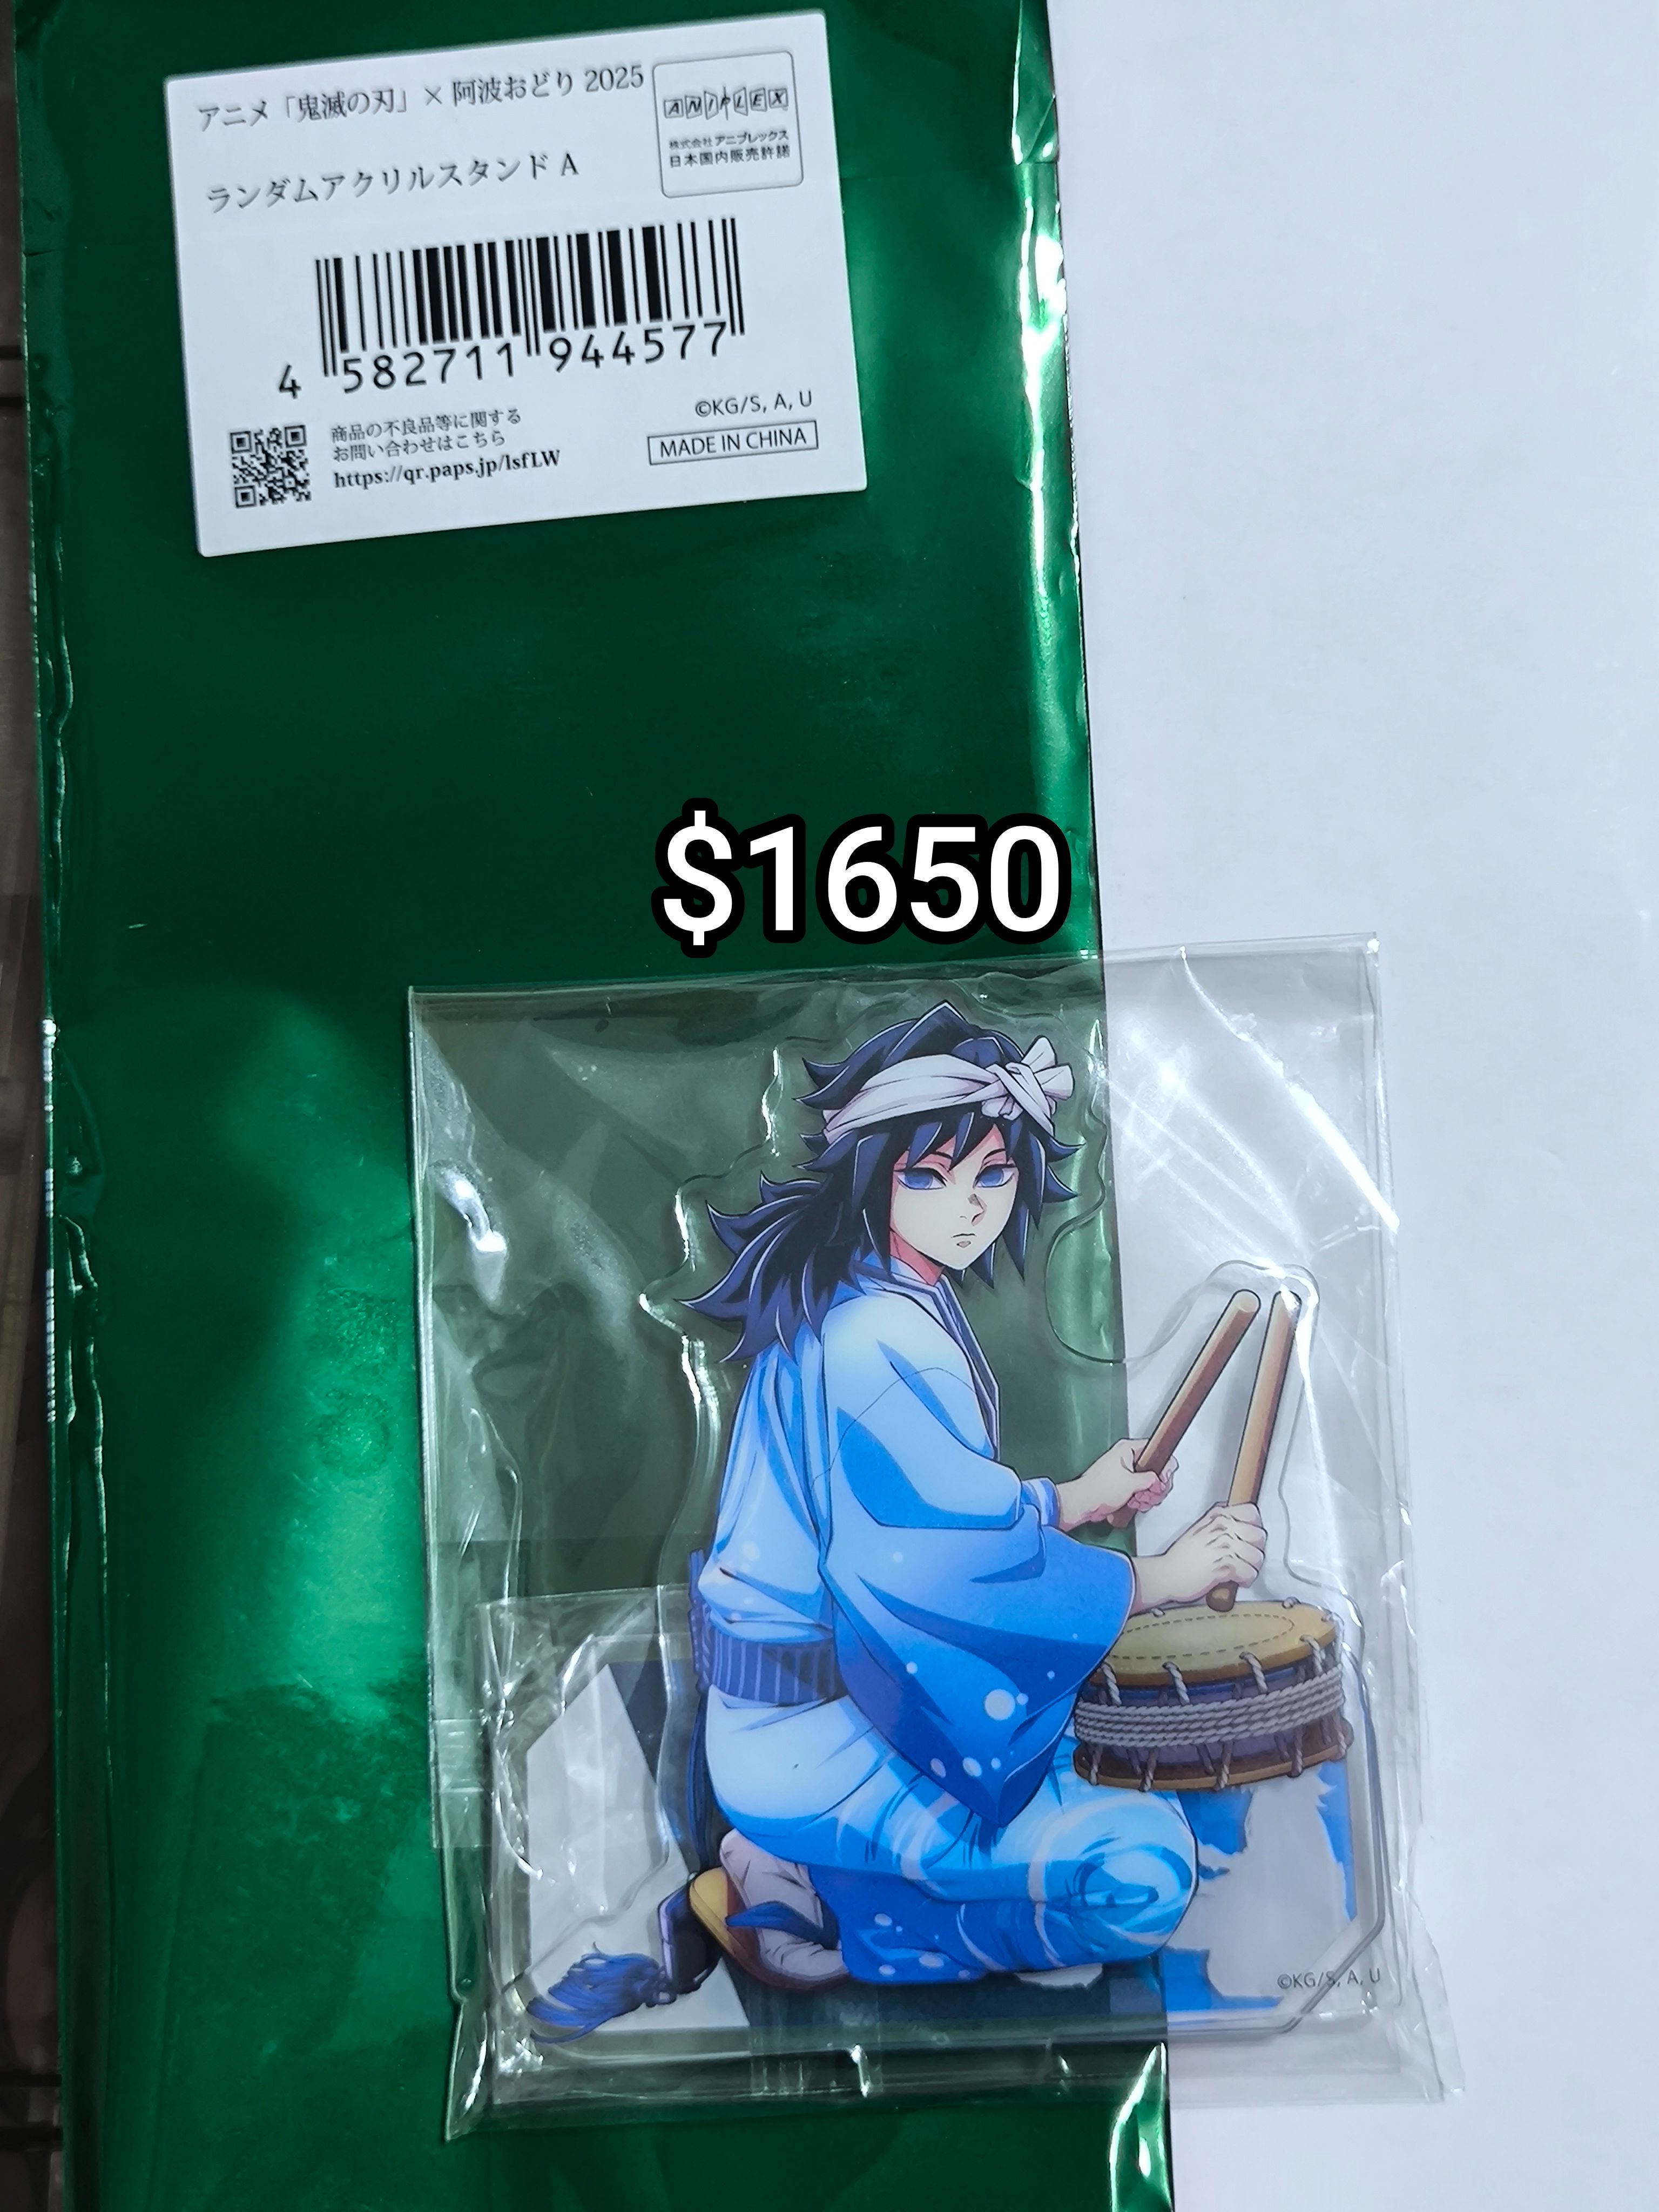 アニメ「鬼滅の刃」× 阿波おどり 2025
ANIPLEX
株式会社アニプレックス
日本国内販売許諾
ランダムアクリルスタンド A
4 582711 944577
商品の不良品等に関する
お問い合わせはこちら
https://qr.paps.jp/lsfLW
©KG/S, A, U
MADE IN CHINA
$1650
©KG/S, A, U